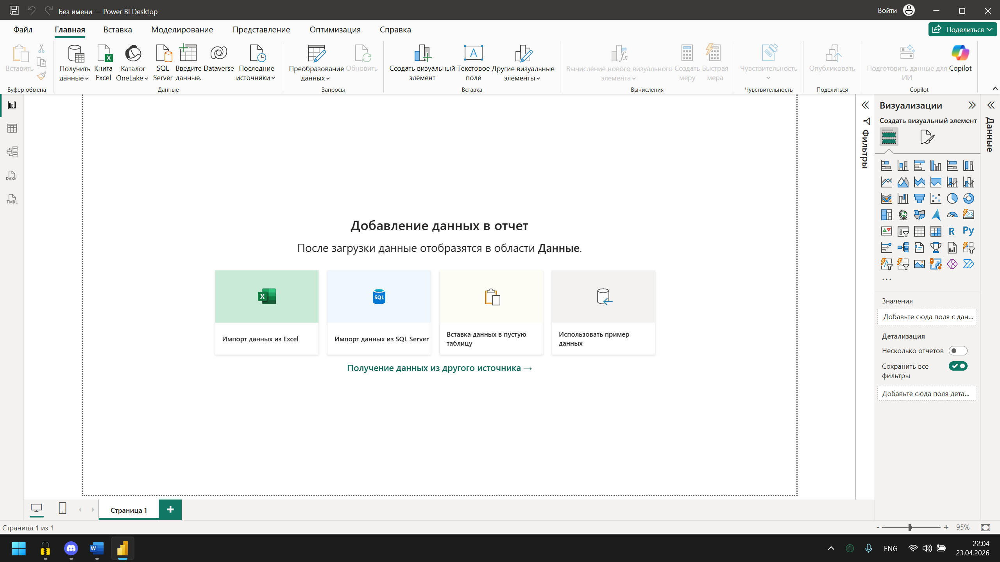 Без имени — Power BI Desktop
Войти
Файл
Главная
Вставка
Моделирование
Представление
Оптимизация
Справка
Поделиться
Вставить
Получить данные
Книга Excel
Каталог OneLake
SQL Server
Введите данные.
Dataverse
Последние источники
Преобразование данных
Обновить
Создать визуальный элемент
Текстовое поле
Другие визуальные элементы
Вычисление нового визуального элемента
Создать меру
Быстрая мера
Чувствительность
Опубликовать
Подготовить данные для ИИ
Copilot
Буфер обмена
Данные
Запросы
Вставка
Вычисления
Чувствительность
Поделиться
Copilot
DAX
TMDL
Добавление данных в отчет
После загрузки данные отобразятся в области Данные.
X
SQL
Импорт данных из Excel
Импорт данных из SQL Server
Вставка данных в пустую
таблицу
Использовать пример
данных
Получение данных из другого источника →
Фильтры
Визуализации
Создать визуальный элемент
123
R
Py
...
Значения
Добавьте сюда поля с дан...
Детализация
Несколько отчетов
Сохранить все
фильтры
Добавьте сюда поля дета...
Данные
Страница 1
+
Страница 1 из 1
-
+
95%
W
ENG
22:04
23.04.2026